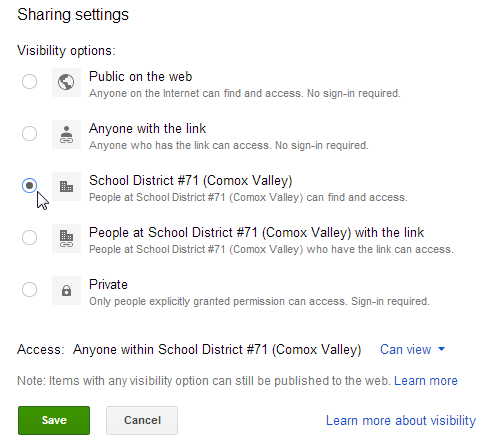 Sharing settings
Visibility options:
Public on the web
Anyone on the Internet can find and access. No sign-in required.
Anyone with the link
Anyone who has the link can access. No sign-in required.
School District #71 (Comox Valley)
People at School District #71 (Comox Valley) can find and access.
People at School District #71 (Comox Valley) with the link
People at School District #71 (Comox Valley) who have the link can access.
Private
Only people explicitly granted permission can access. Sign-in required.
Access: Anyone within School District #71 (Comox Valley) Can view
Note: Items with any visibility option can still be published to the web. Learn more
Save Cancel Learn more about visibility